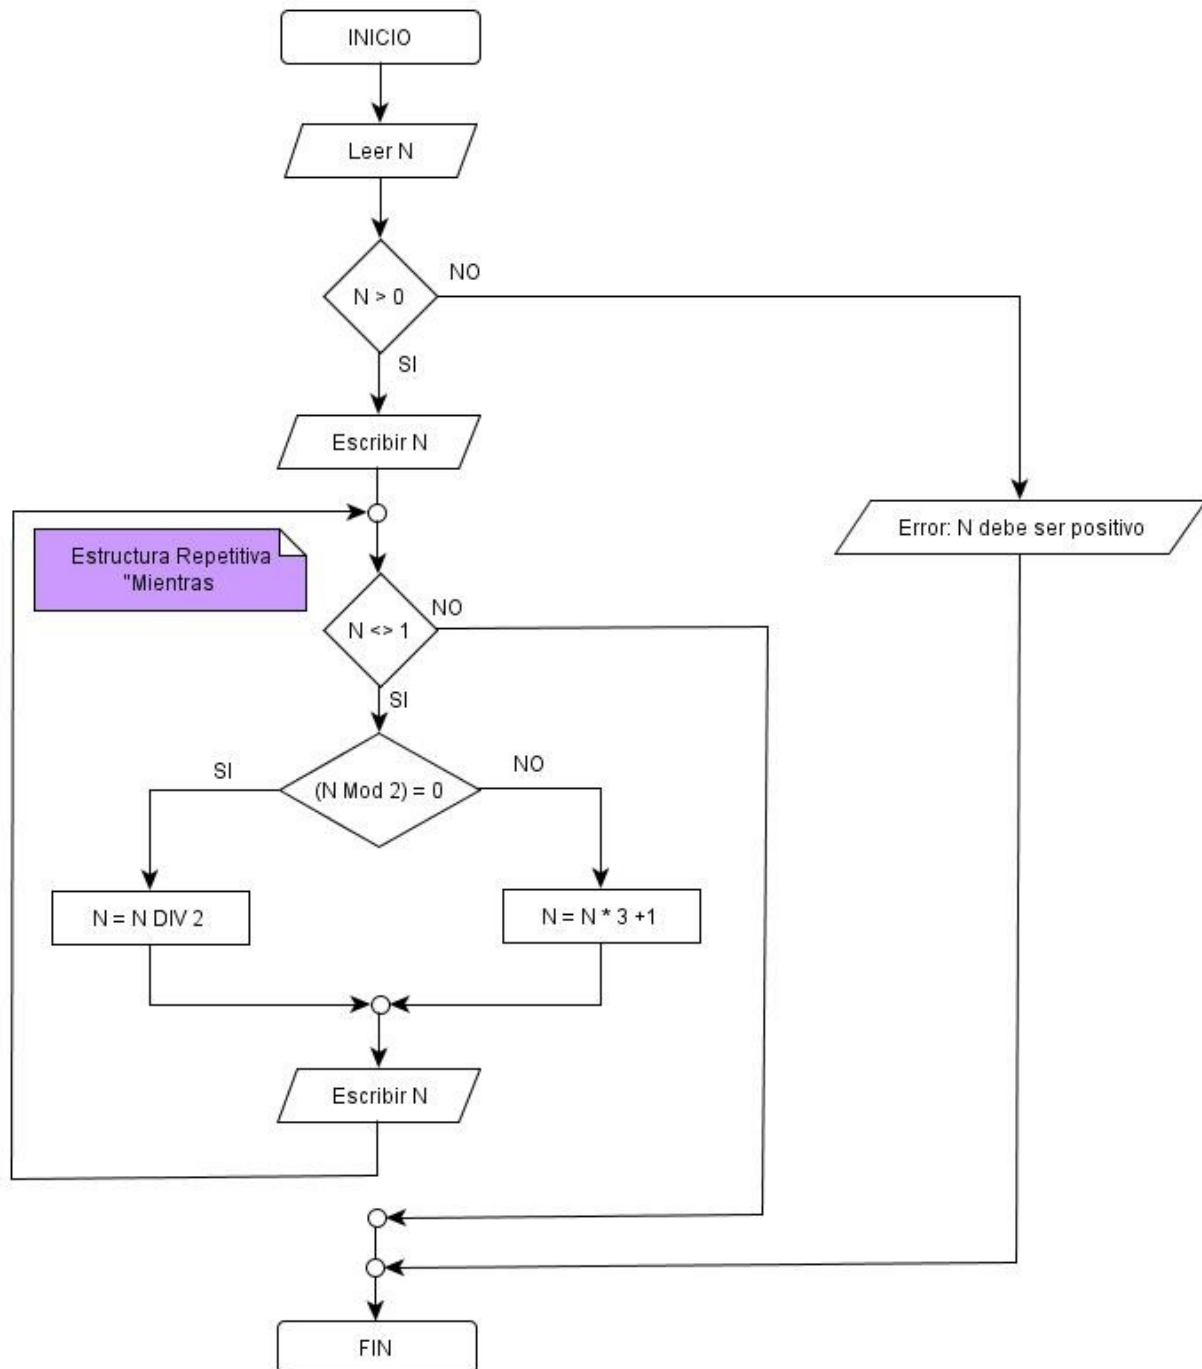 INICIO
Leer N
N > 0
NO
SI
Escribir N
Estructura Repetitiva
"Mientras
Error: N debe ser positivo
N <> 1
NO
SI
(N Mod 2) = 0
SI
NO
N = N DIV 2
N = N * 3 +1
Escribir N
FIN